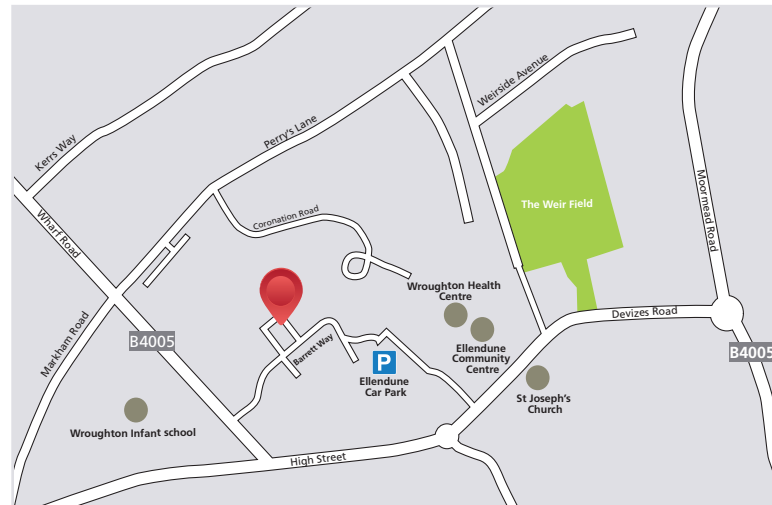 Weirside Avenue
Perry's Lane
Kerrs Way
The Weir Field
Moormead Road
Coronation Road
Wharf Road
Wroughton Health
Centre
Devizes Road
Markham Road
B4005
Barrett Way
Ellendune
Community
Centre
B4005
P
Ellendune
Car Park
St Joseph's
Church
Wroughton Infant school
High Street